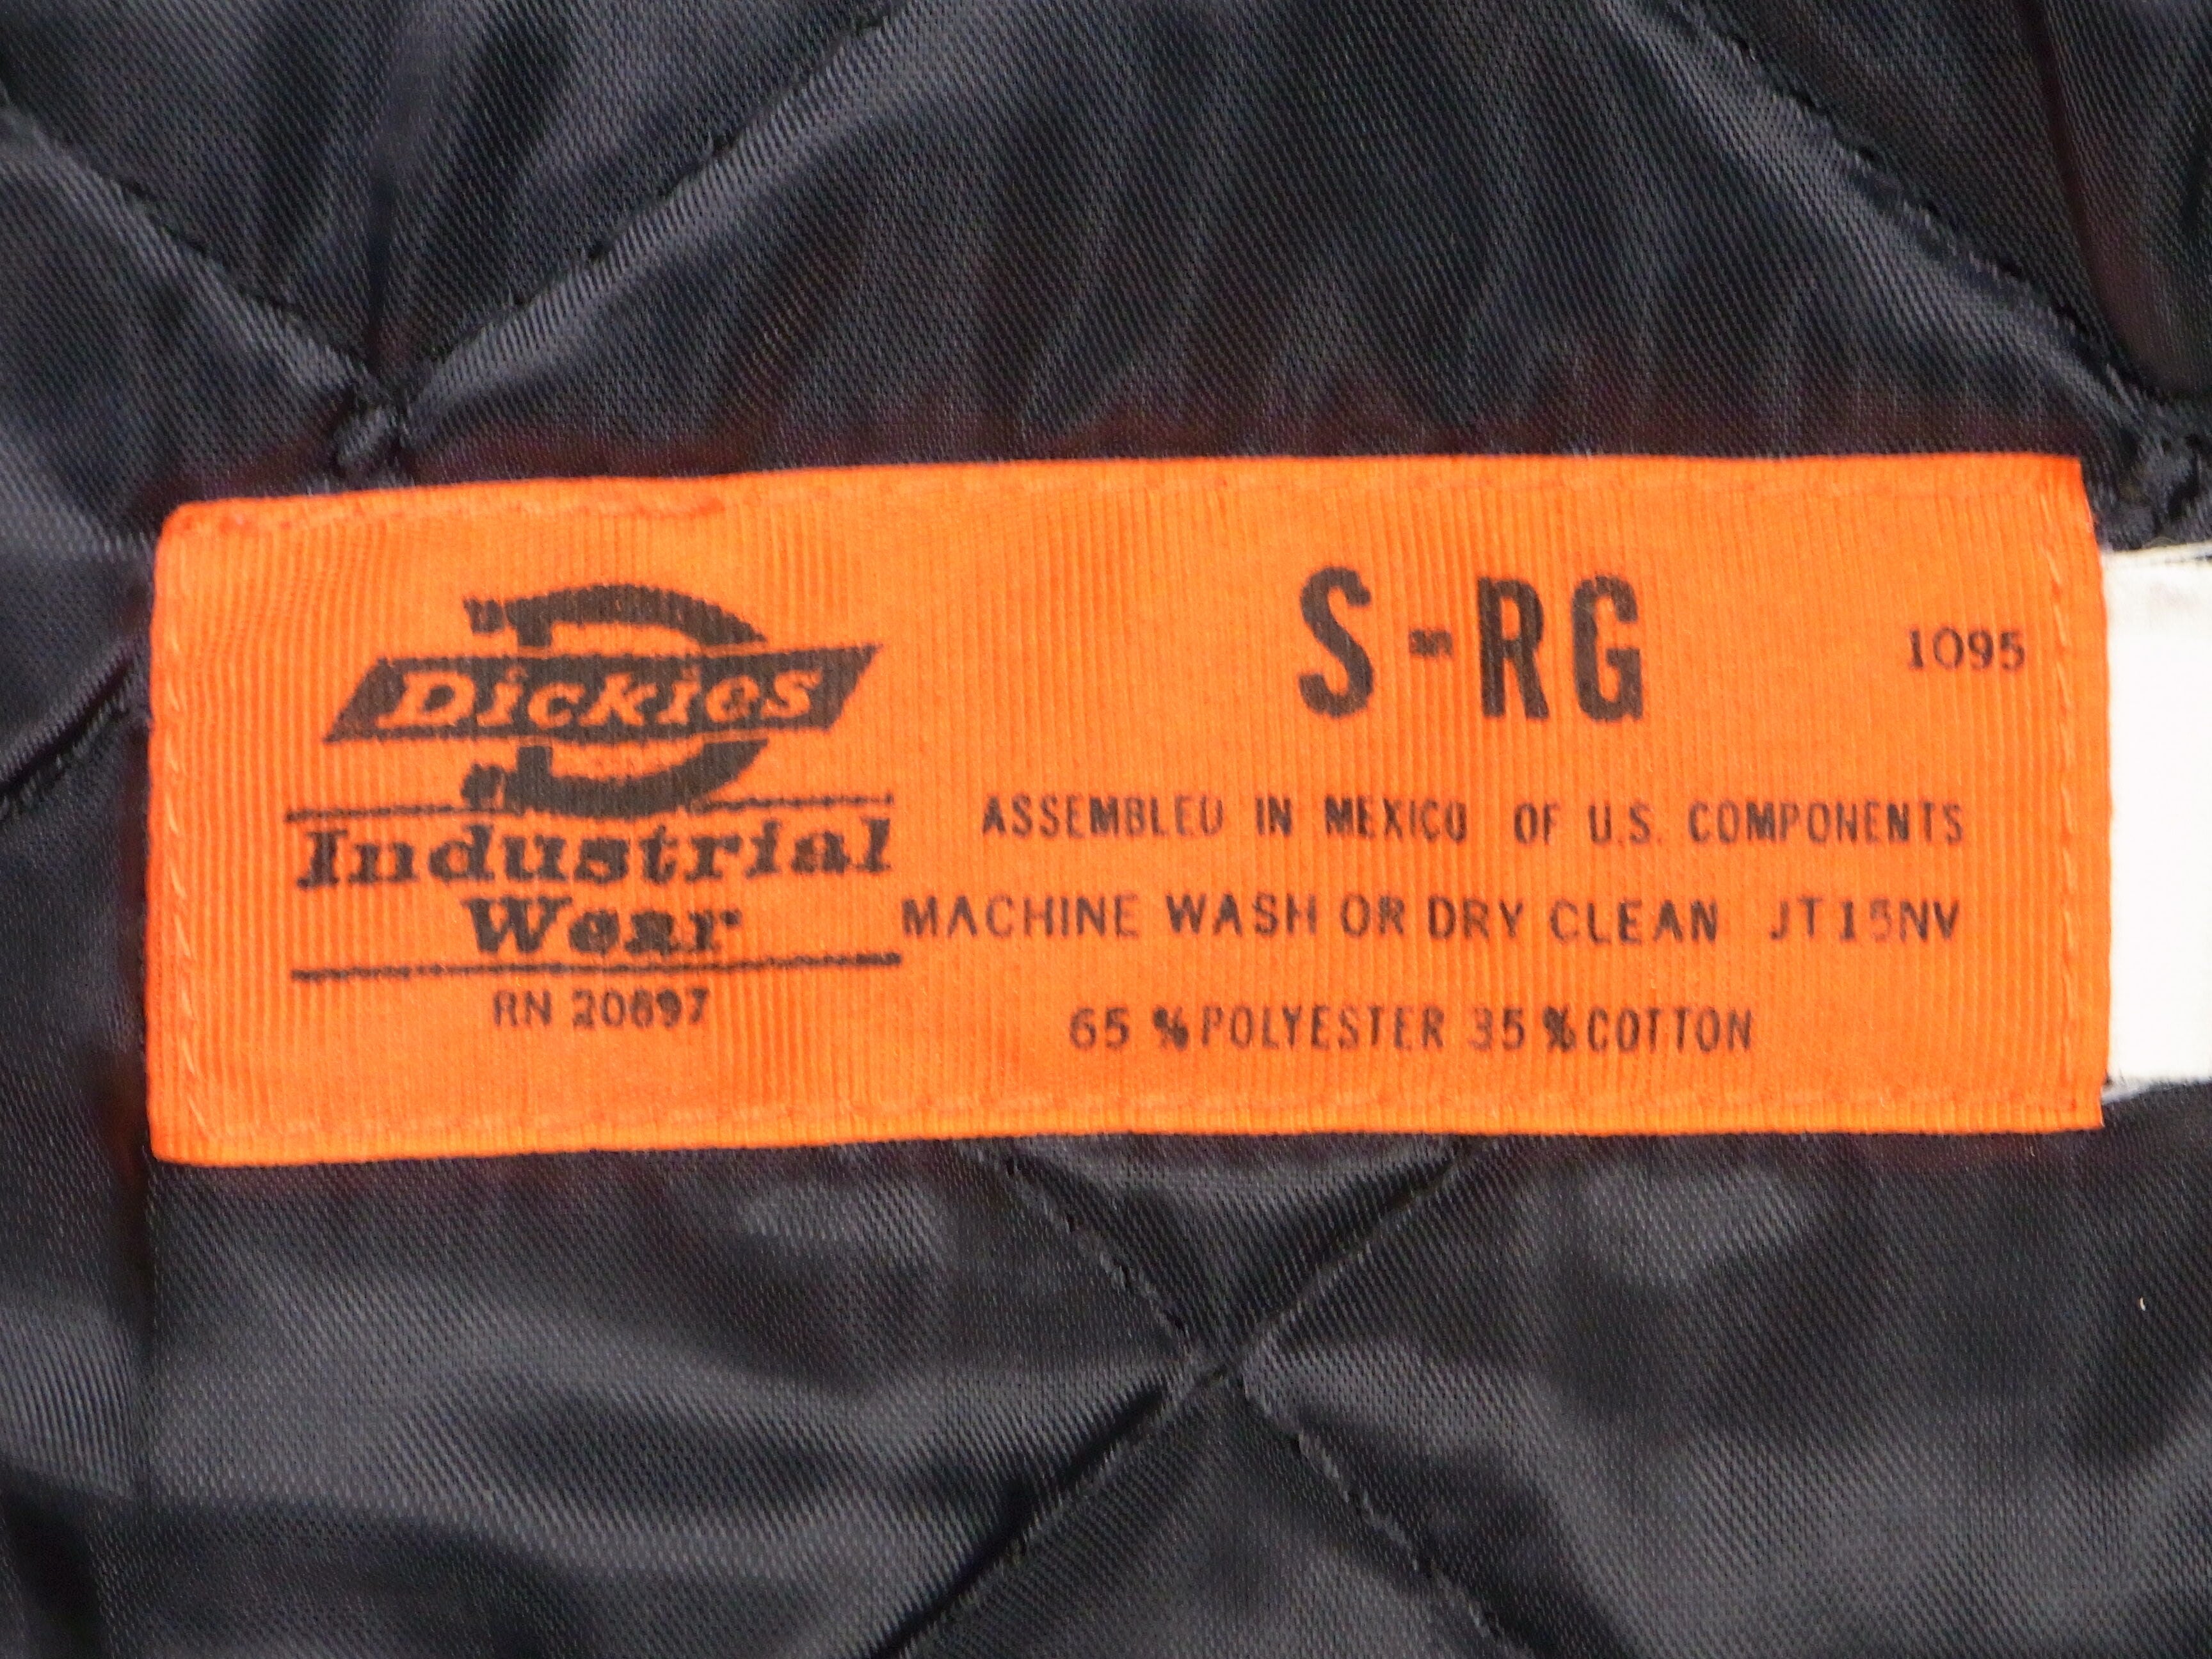 Dickies
Industrial
Wear
RN 20697
S-RG
1095
ASSEMBLED IN MEXICO OF U.S. COMPONENTS
MACHINE WASH OR DRY CLEAN JT15NV
65 % POLYESTER 35 % COTTON